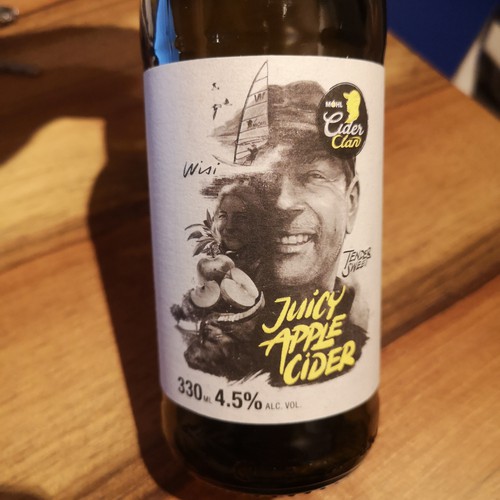 MÖHL
Cider
Clan
Wisi
TENDER
SWEET
JUICY
APPLE
CIDER
330 ML 4.5% ALC. VOL.